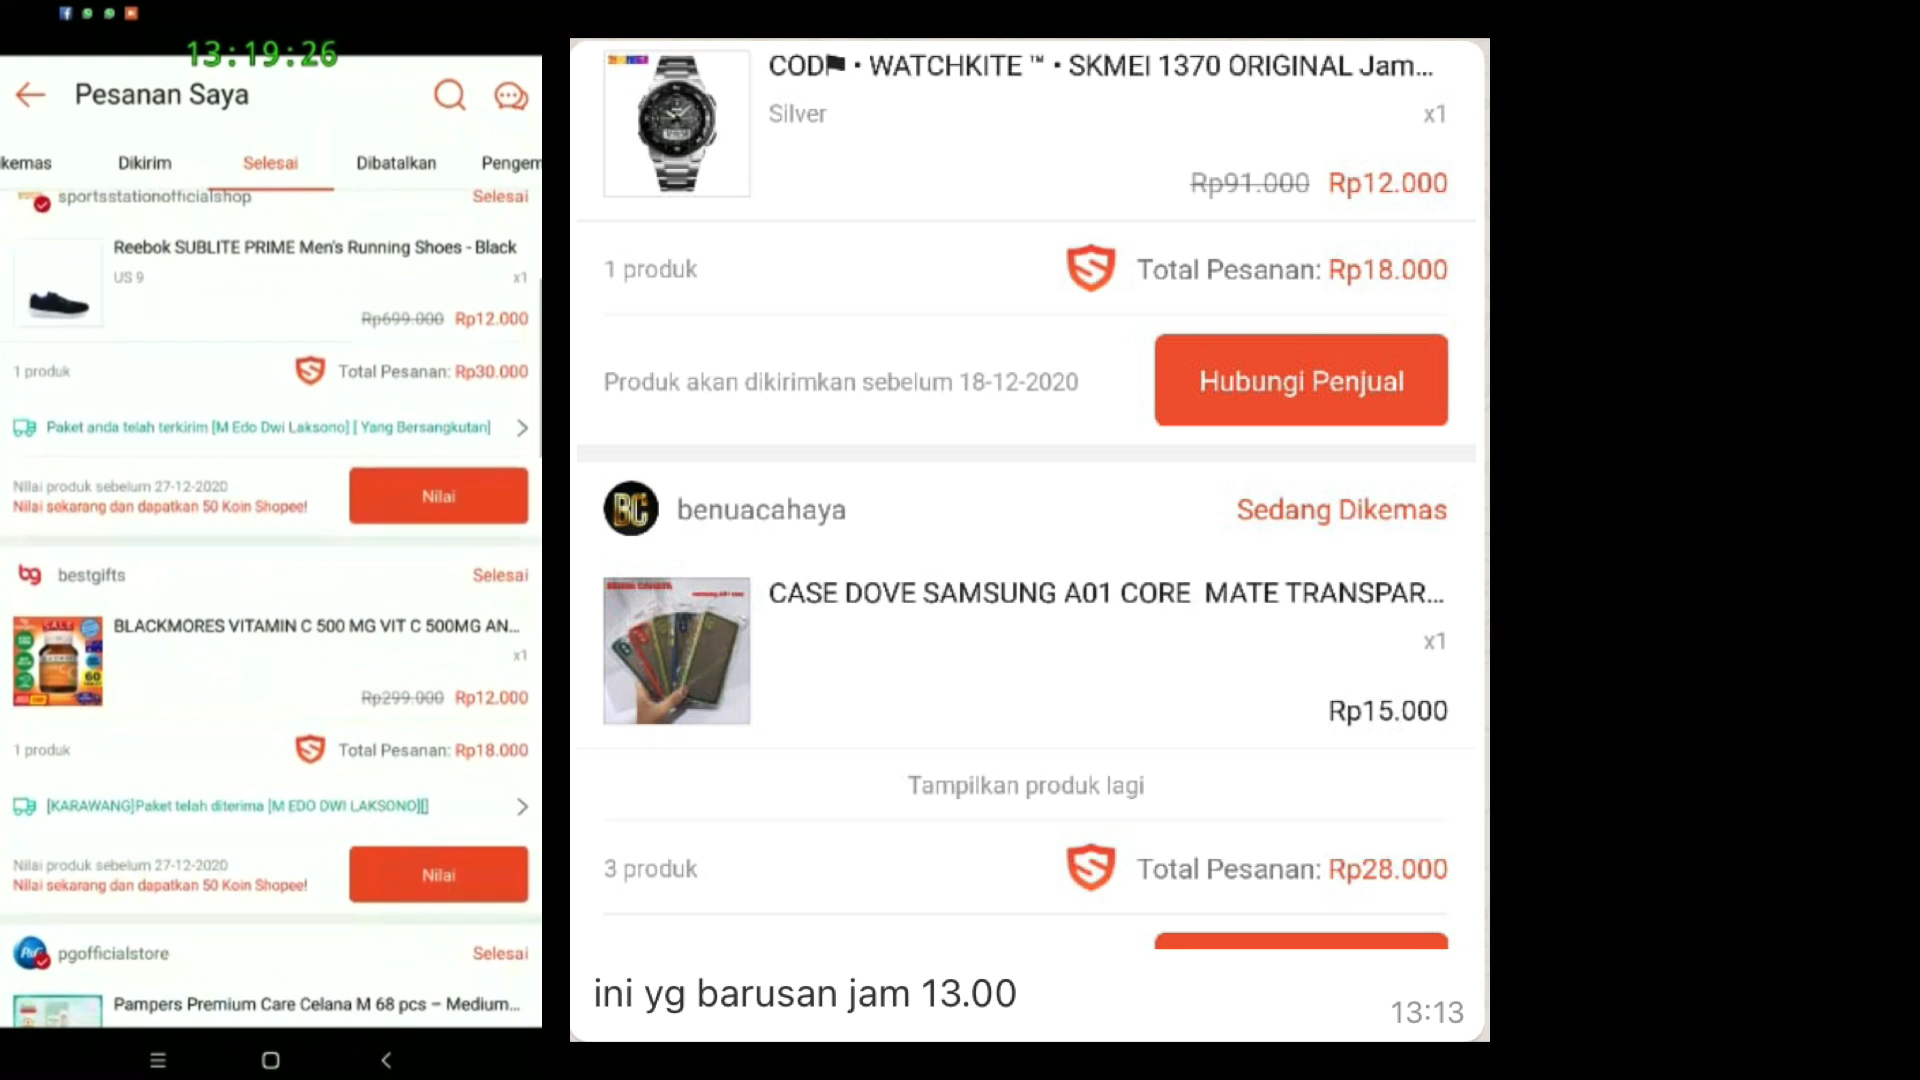 13:19:26
Pesanan Saya
kemas Dikirim Selesai Dibatalkan Pengem
sportsstationofficialshop Selesai
Reebok SUBLITE PRIME Men's Running Shoes - Black
US 9 x1
Rp699.000 Rp12.000
1 produk Total Pesanan: Rp30.000
Paket anda telah terkirim [M Edo Dwi Laksono] [ Yang Bersangkutan]
Nilai produk sebelum 27-12-2020
Nilai sekarang dan dapatkan 50 Koin Shopee!
Nilai
bg bestgifts Selesai
BLACKMORES VITAMIN C 500 MG VIT C 500MG AN...
x1
Rp299.000 Rp12.000
1 produk Total Pesanan: Rp18.000
[KARAWANG]Paket telah diterima [M EDO DWI LAKSONO][]
Nilai produk sebelum 27-12-2020
Nilai sekarang dan dapatkan 50 Koin Shopee!
Nilai
P&G pgofficialstore Selesai
Pampers Premium Care Celana M 68 pcs – Medium...
COD🏴 • WATCHKITE ™ • SKMEI 1370 ORIGINAL Jam...
Silver x1
Rp91.000 Rp12.000
1 produk Total Pesanan: Rp18.000
Produk akan dikirimkan sebelum 18-12-2020 Hubungi Penjual
BC benuacahaya Sedang Dikemas
CASE DOVE SAMSUNG A01 CORE MATE TRANSPAR...
x1
Rp15.000
Tampilkan produk lagi
3 produk Total Pesanan: Rp28.000
ini yg barusan jam 13.00
13:13